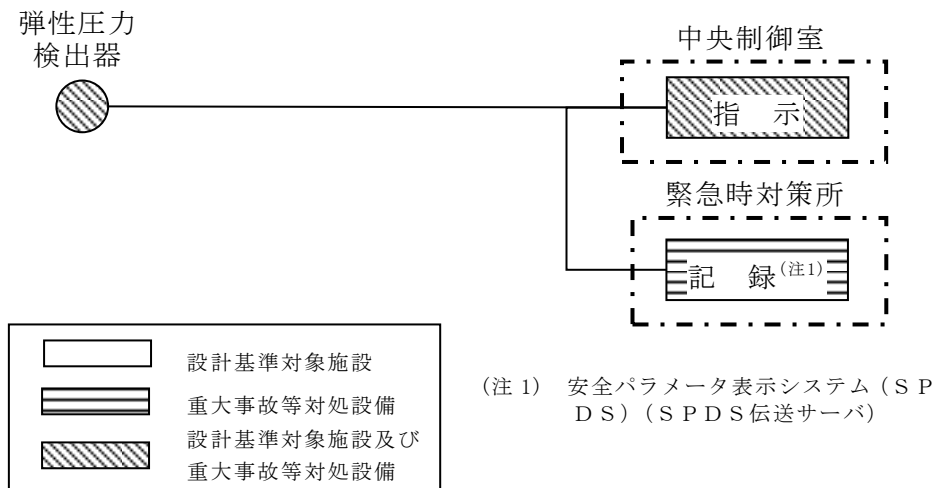 弾性圧力
検出器
中央制御室
指 示
緊急時対策所
記 録(注1)
設計基準対象施設
重大事故等対処設備
設計基準対象施設及び
重大事故等対処設備
(注 1) 安全パラメータ表示システム(SP
DS)(SPDS伝送サーバ)